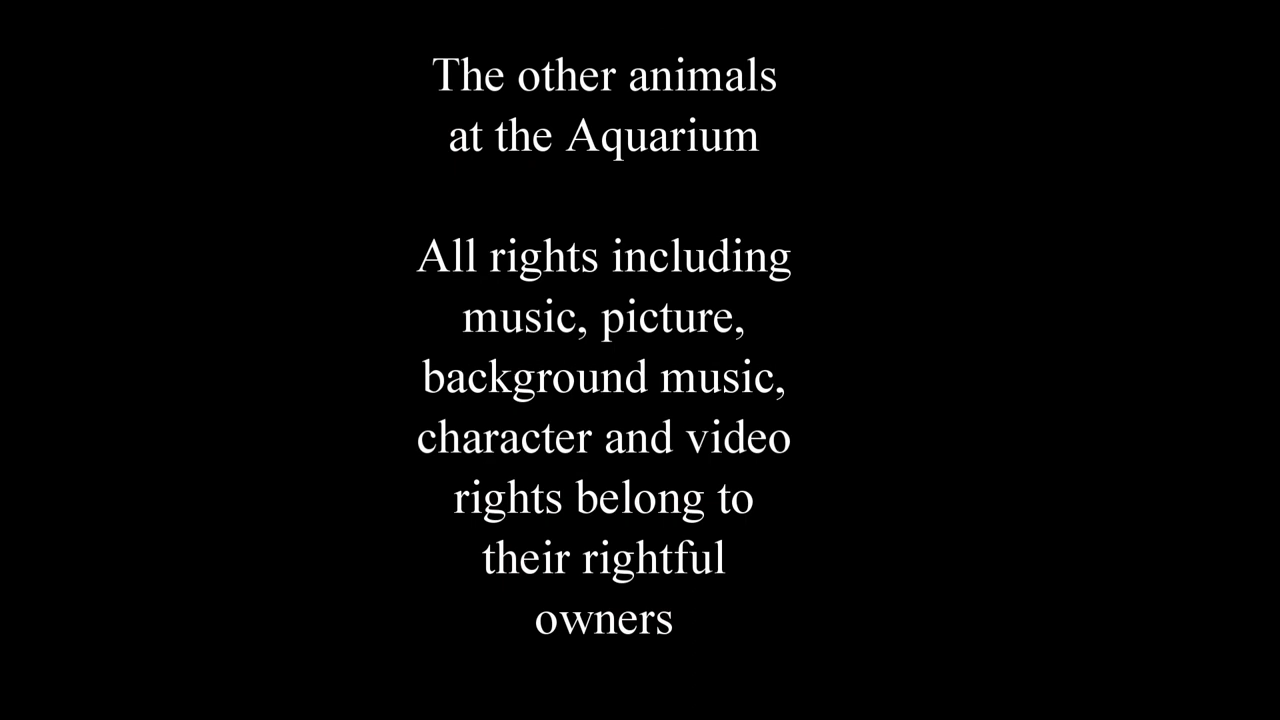 The other animals
at the Aquarium
All rights including
music, picture,
background music,
character and video
rights belong to
their rightful
owners